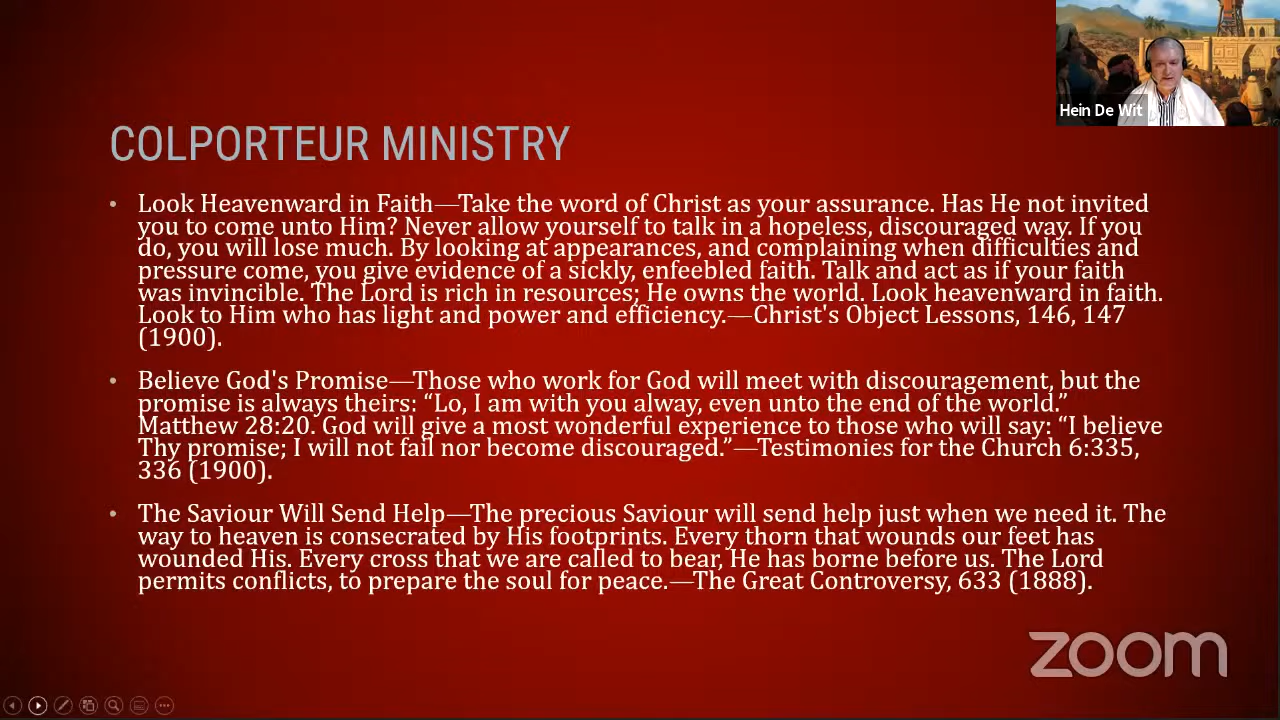 Hein De Wit
COLPORTEUR MINISTRY
• Look Heavenward in Faith—Take the word of Christ as your assurance. Has He not invited
you to come unto Him? Never allow yourself to talk in a hopeless, discouraged way. If you
do, you will lose much. By looking at appearances, and complaining when difficulties and
pressure come, you give evidence of a sickly, enfeebled faith. Talk and act as if your faith
was invincible. The Lord is rich in resources; He owns the world. Look heavenward in faith.
Look to Him who has light and power and efficiency.—Christ's Object Lessons, 146, 147
(1900).
• Believe God's Promise—Those who work for God will meet with discouragement, but the
promise is always theirs: “Lo, I am with you alway, even unto the end of the world.”
Matthew 28:20. God will give a most wonderful experience to those who will say: “I believe
Thy promise; I will not fail nor become discouraged.”—Testimonies for the Church 6:335,
336 (1900).
• The Saviour Will Send Help—The precious Saviour will send help just when we need it. The
way to heaven is consecrated by His footprints. Every thorn that wounds our feet has
wounded His. Every cross that we are called to bear, He has borne before us. The Lord
permits conflicts, to prepare the soul for peace.—The Great Controversy, 633 (1888).
zoom